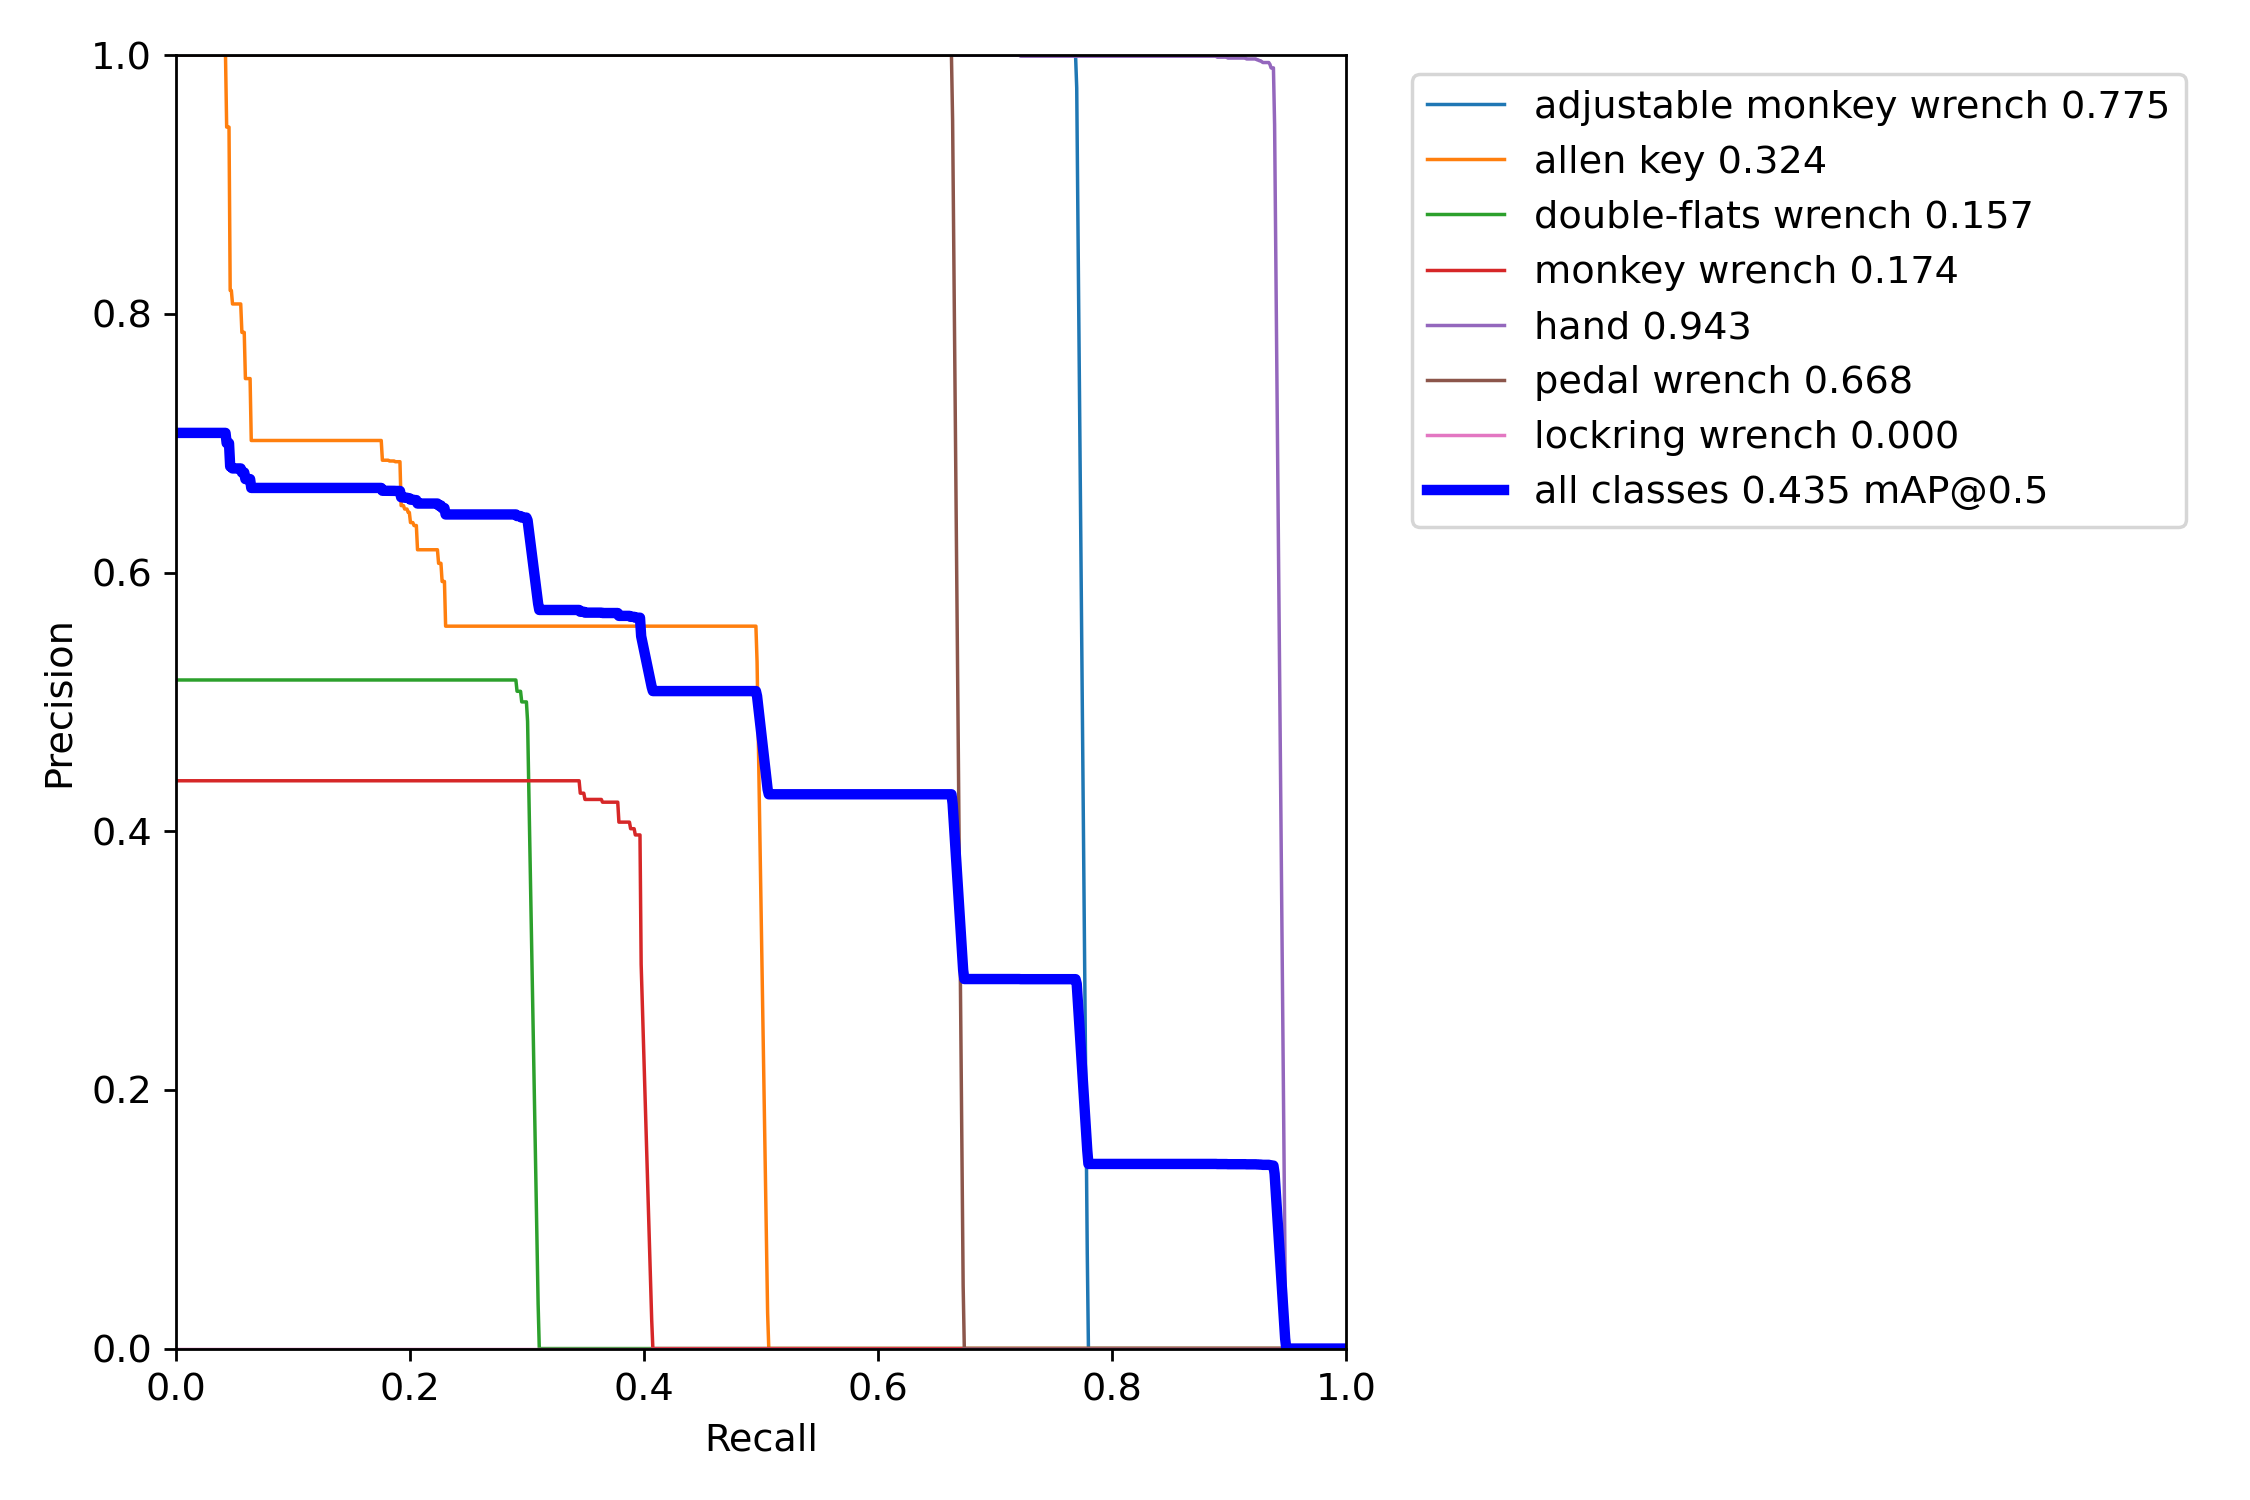 1.0
0.8
0.6
0.4
0.2
0.0
Precision
0.0 0.2 0.4 0.6 0.8 1.0
Recall
adjustable monkey wrench 0.775
allen key 0.324
double-flats wrench 0.157
monkey wrench 0.174
hand 0.943
pedal wrench 0.668
lockring wrench 0.000
all classes 0.435 mAP@0.5